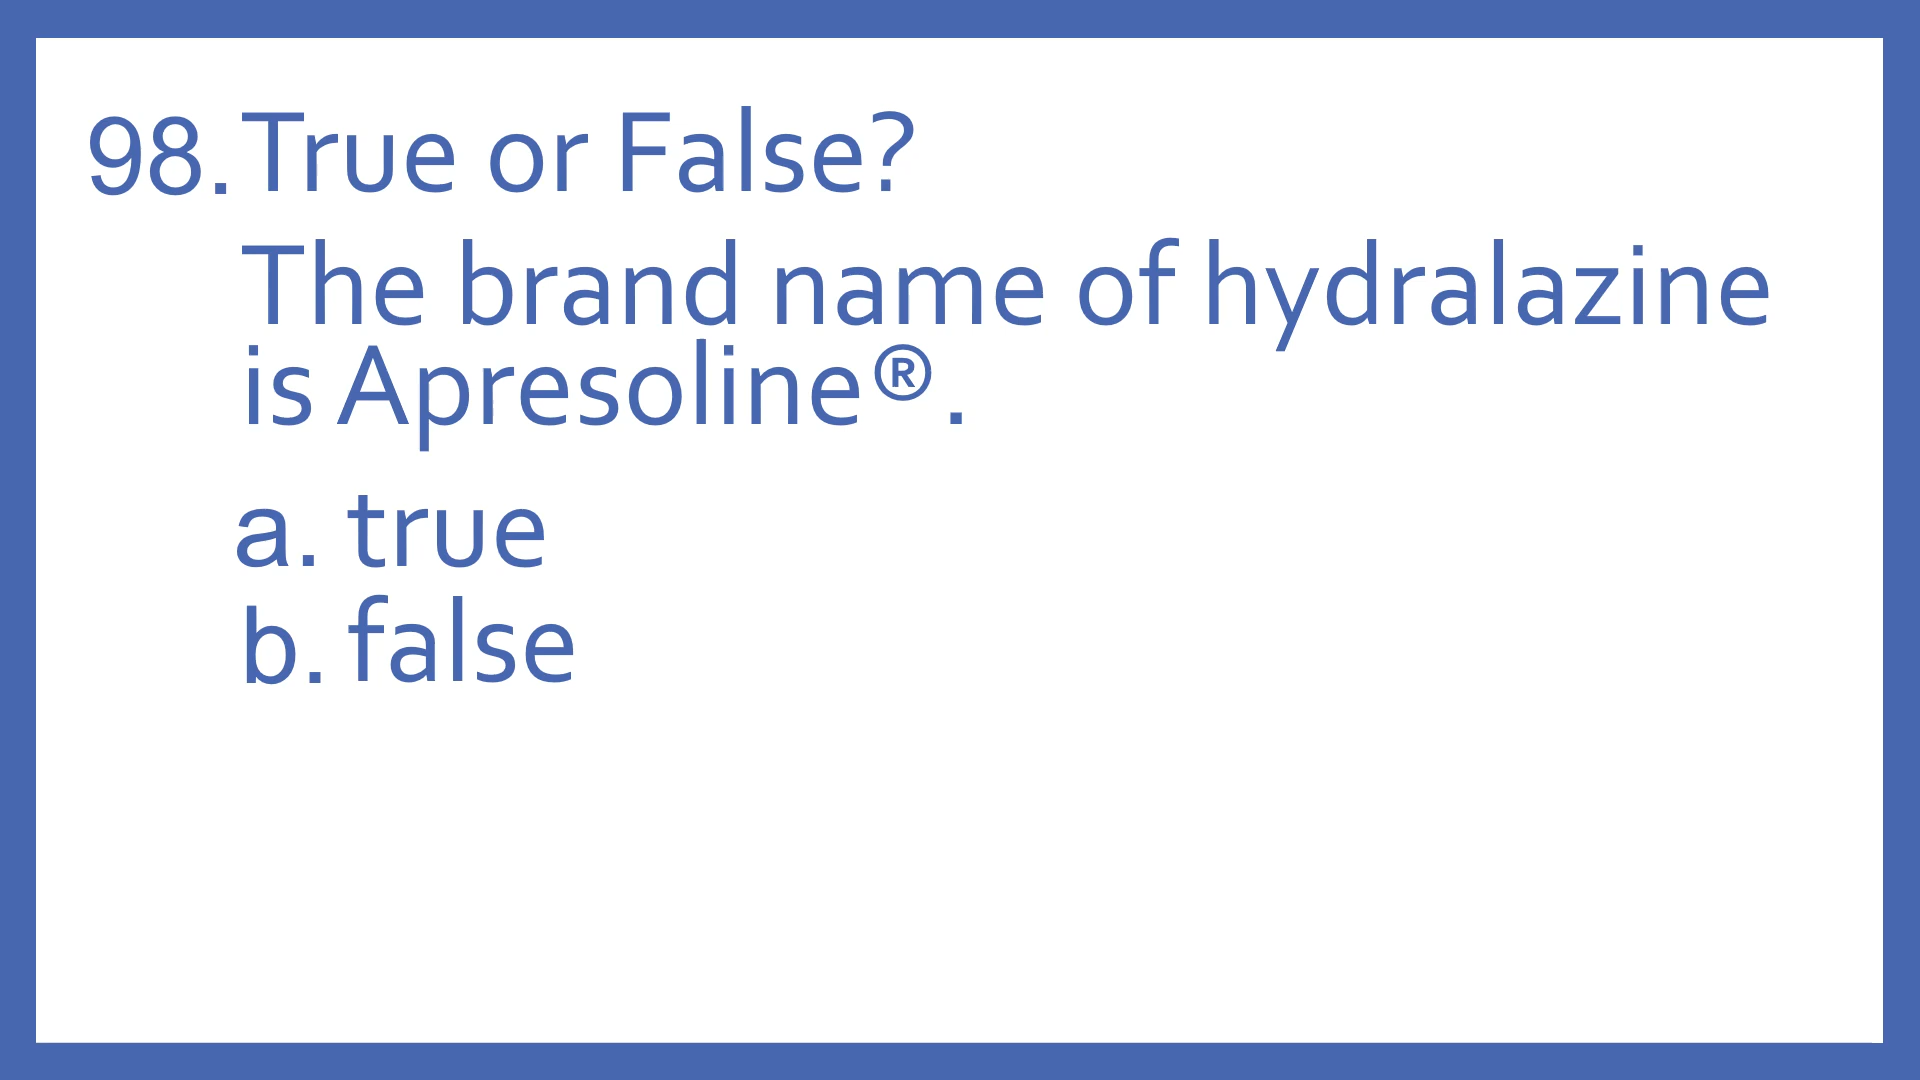 98. True or False?
The brand name of hydralazine
is Apresoline®.
a. true
b. false